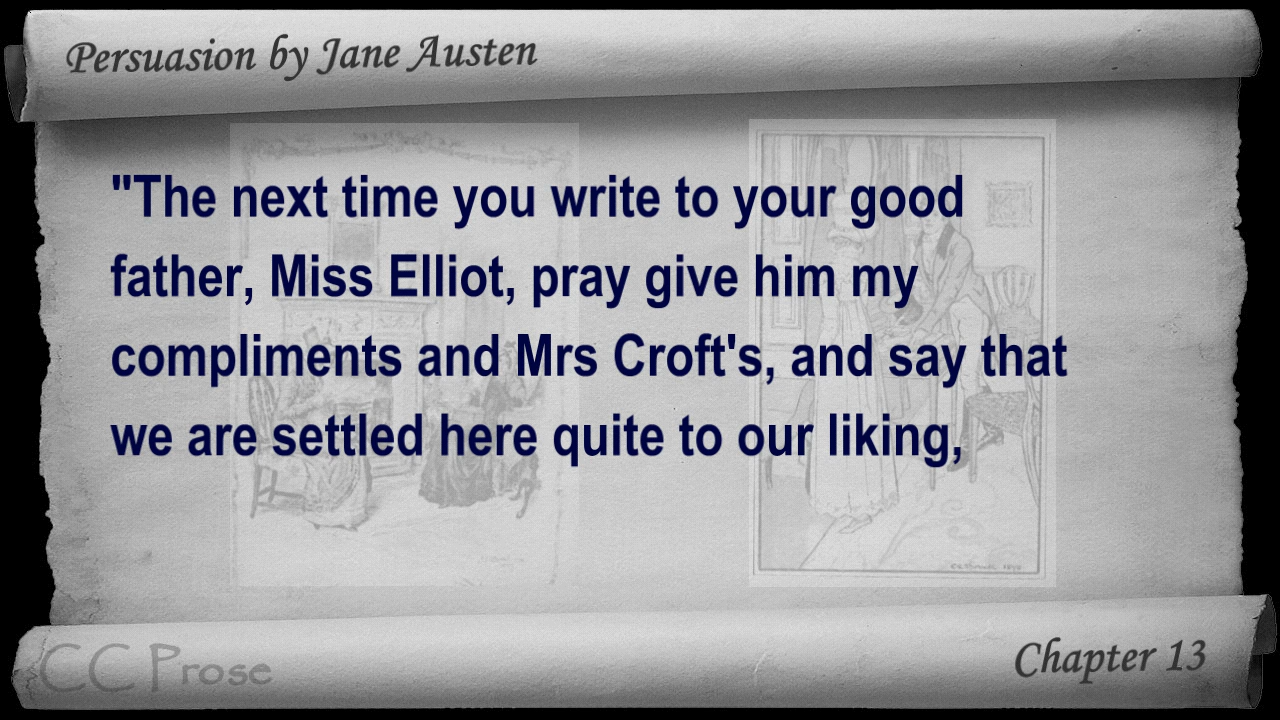 Persuasion by Jane Austen
"The next time you write to your good
father, Miss Elliot, pray give him my
compliments and Mrs Croft's, and say that
we are settled here quite to our liking,
CC Prose
Chapter 13